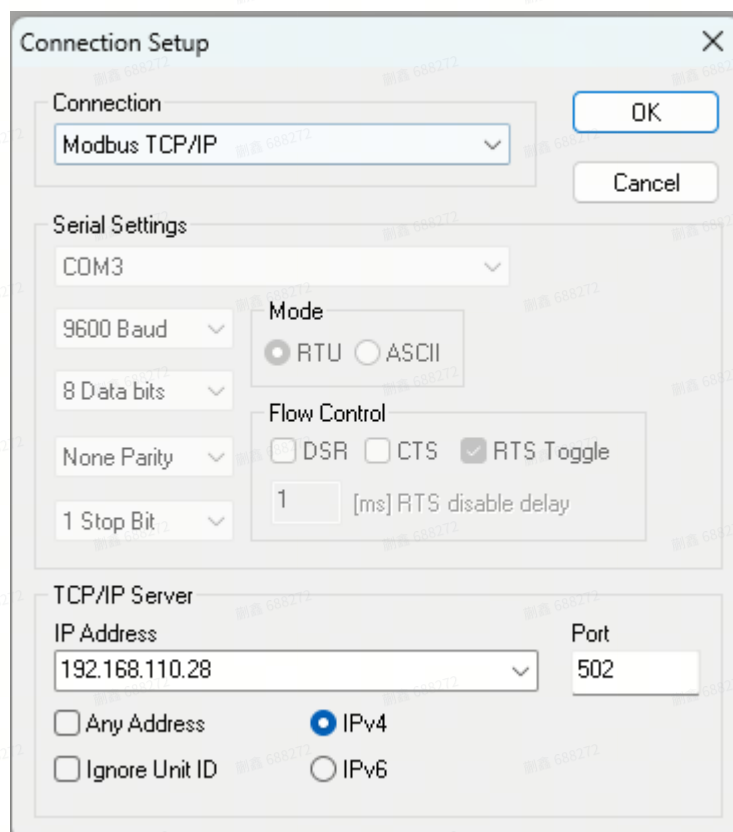 Connection Setup
Connection
OK
Modbus TCP/IP
Cancel
Serial Settings
COM3
Mode
9600 Baud
RTU
ASCII
8 Data bits
Flow Control
DSR
CTS
RTS Toggle
None Parity
1
[ms] RTS disable delay
1 Stop Bit
TCP/IP Server
IP Address
Port
192.168.110.28
502
Any Address
IPv4
Ignore Unit ID
IPv6